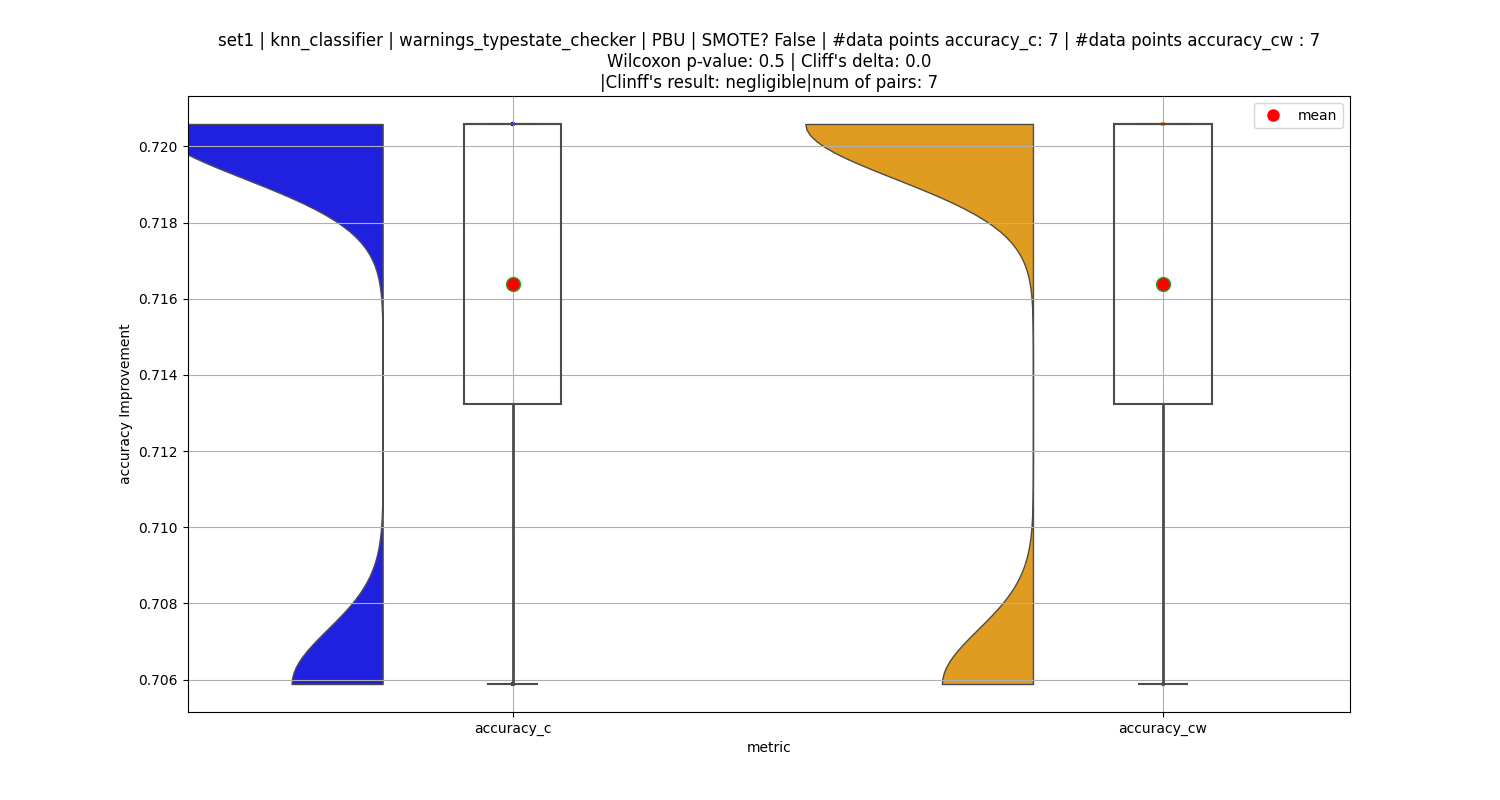 set1 | knn_classifier | warnings_typestate_checker | PBU | SMOTE? False | #data points accuracy_c: 7 | #data points accuracy_cw : 7
Wilcoxon p-value: 0.5 | Cliff's delta: 0.0
|Clinff's result: negligible|num of pairs: 7
mean
0.720
0.718
0.716
0.714
0.712
0.710
0.708
0.706
accuracy Improvement
accuracy_c
accuracy_cw
metric